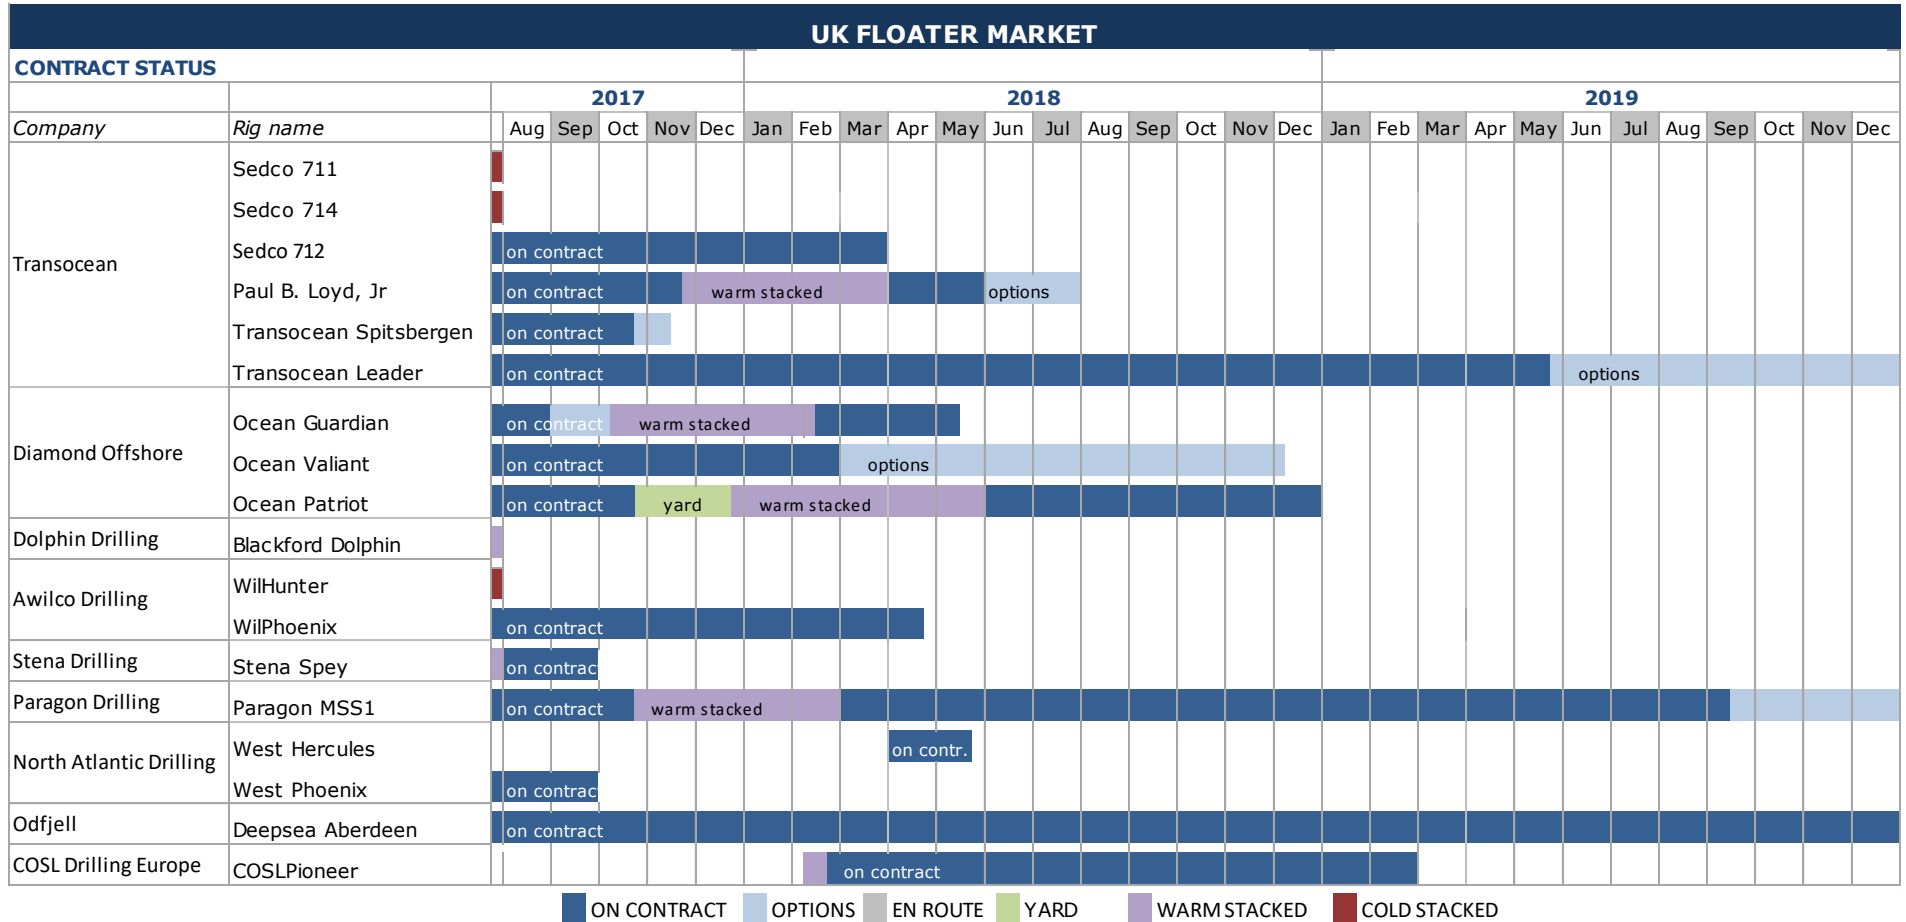 UK FLOATER MARKET
CONTRACT STATUS
2017 2018 2019
Company Rig name Aug Sep Oct Nov Dec Jan Feb Mar Apr May Jun Jul Aug Sep Oct Nov Dec Jan Feb Mar Apr May Jun Jul Aug Sep Oct Nov Dec
Transocean
Sedco 711
Sedco 714
Sedco 712 on contract
Paul B. Loyd, Jr on contract warm stacked options
Transocean Spitsbergen on contract
Transocean Leader on contract options
Diamond Offshore
Ocean Guardian on contract warm stacked
Ocean Valiant on contract options
Ocean Patriot on contract yard warm stacked
Dolphin Drilling Blackford Dolphin
Awilco Drilling
WilHunter
WilPhoenix on contract
Stena Drilling Stena Spey on contrac
Paragon Drilling Paragon MSS1 on contract warm stacked
North Atlantic Drilling
West Hercules on contr.
West Phoenix on contrac
Odfjell Deepsea Aberdeen on contract
COSL Drilling Europe COSLPioneer on contract
ON CONTRACT OPTIONS EN ROUTE YARD WARM STACKED COLD STACKED